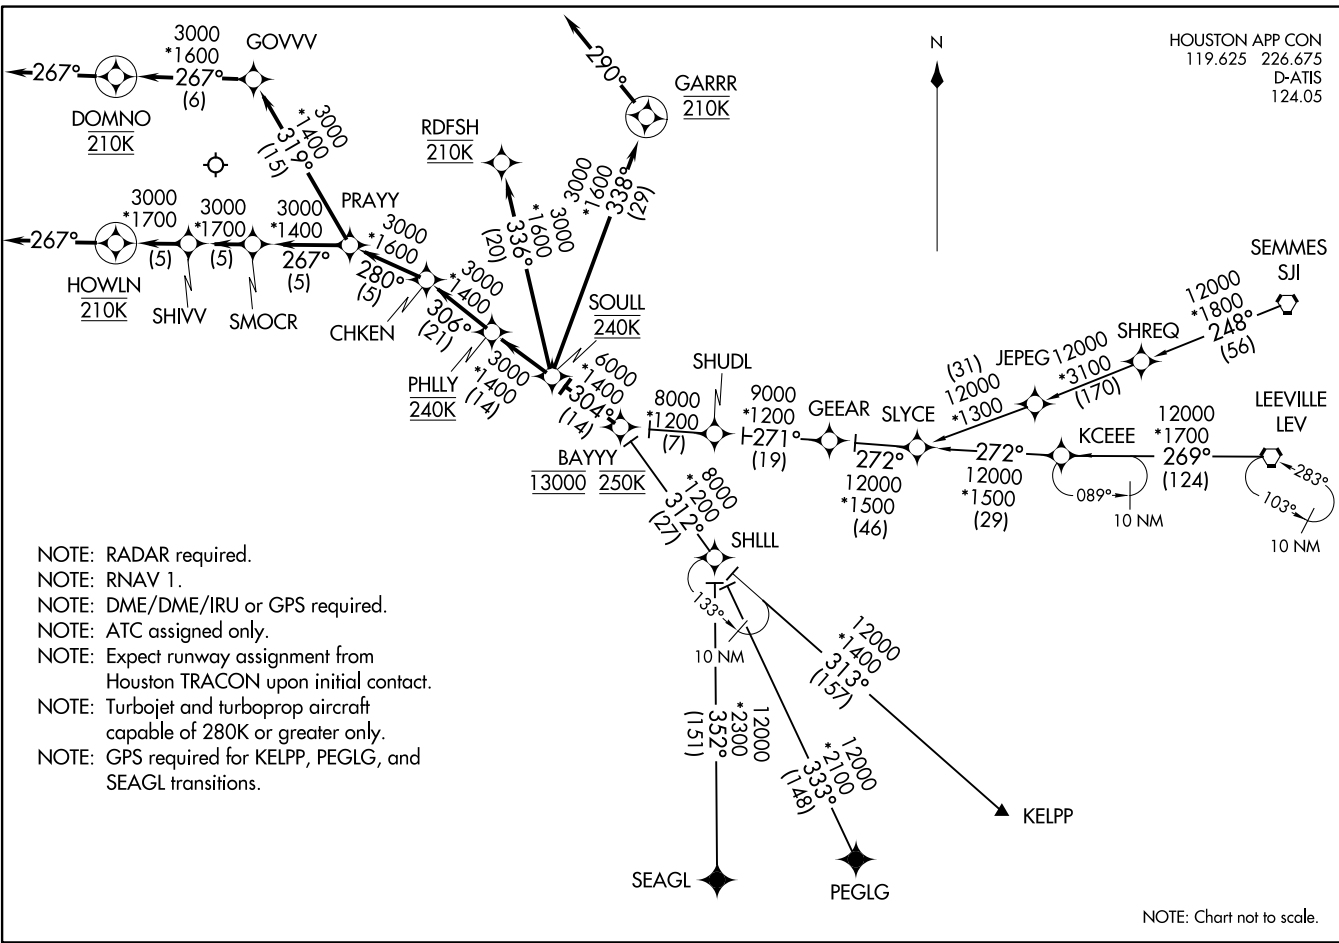 HOUSTON APP CON
119.625 226.675
D-ATIS
124.05
N
3000
*1600
267°
(6)
GOVVV
267°
DOMNO
210K
3000
*1400
319°
(15)
290°
GARRR
210K
RDFSH
210K
3000
*1600
338°
(29)
3000
*1600
336°
(20)
PRAYY
3000
*1700
3000
*1700
3000
*1400
267°
(5)
(5)
267°
(5)
HOWLN
210K
SHIVV
SMOCR
3000
*1600
280°
(5)
CHKEN
3000
*1400
306°
(21)
PHLLY
240K
3000
*1400
(14)
SOULL
240K
6000
*1400
304°
(14)
BAYYY
13000 250K
SHUDL
8000
*1200
(7)
9000
*1200
271°
(19)
GEEAR
SLYCE
272°
12000
*1500
(46)
(31)
12000
*1300
JEPEG
12000
*3100
(170)
SHREQ
12000
*1800
248°
(56)
SEMMES
SJI
LEEVILLE
LEV
KCEEE
272°
12000
*1500
(29)
12000
*1700
269°
(124)
089°
10 NM
283°
103°
10 NM
8000
*1200
312°
(27)
SHLLL
133°
10 NM
12000
*1400
313°
(157)
KELPP
12000
*2300
352°
(151)
SEAGL
12000
*2100
333°
(148)
PEGLG
NOTE: RADAR required.
NOTE: RNAV 1.
NOTE: DME/DME/IRU or GPS required.
NOTE: ATC assigned only.
NOTE: Expect runway assignment from
Houston TRACON upon initial contact.
NOTE: Turbojet and turboprop aircraft
capable of 280K or greater only.
NOTE: GPS required for KELPP, PEGLG, and
SEAGL transitions.
NOTE: Chart not to scale.